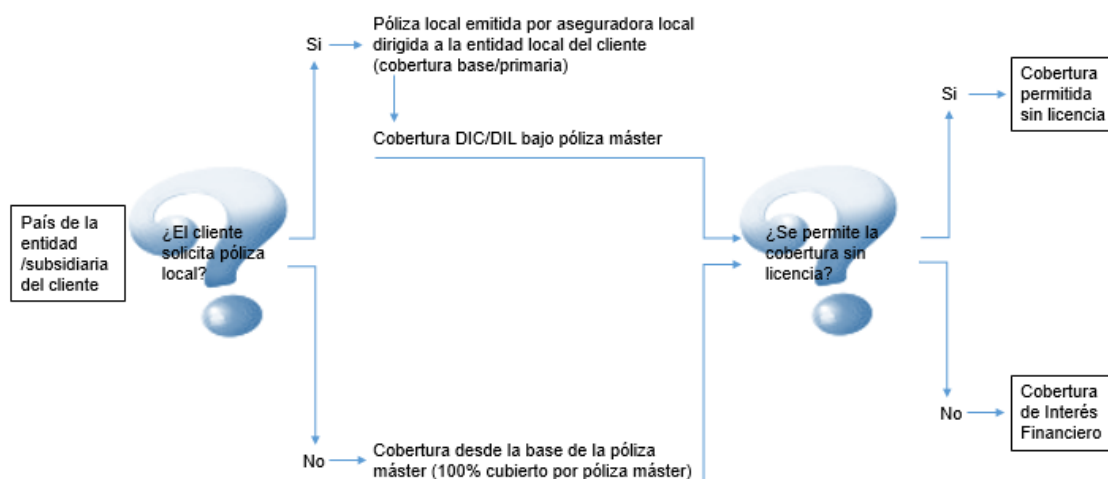 País de la
entidad
/subsidiaria
del cliente
¿El cliente
solicita póliza
local?
Si
Póliza local emitida por aseguradora local
dirigida a la entidad local del cliente
(cobertura base/primaria)
Cobertura DIC/DIL bajo póliza máster
No
Cobertura desde la base de la póliza
máster (100% cubierto por póliza máster)
¿Se permite la
cobertura sin
licencia?
Si
Cobertura
permitida
sin licencia
No
Cobertura
de Interés
Financiero